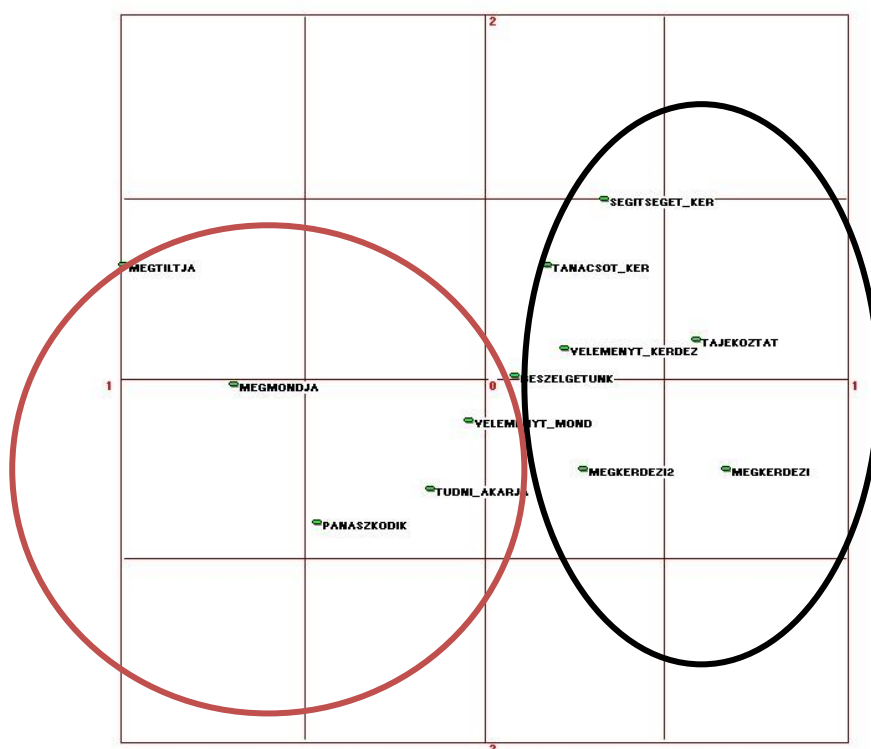 2
SEGITSEGET_KER
MEGTILTJA
TANACSOT_KER
TAJEKOZTAT
VELEMENYT_KERDEZ
BESZELGETUNK
1
MEGMONDJA
0
1
VELEMENYT_MOND
MEGKERDEZI2
MEGKERDEZI
TUDNI_AKARJA
PANASZKODIK